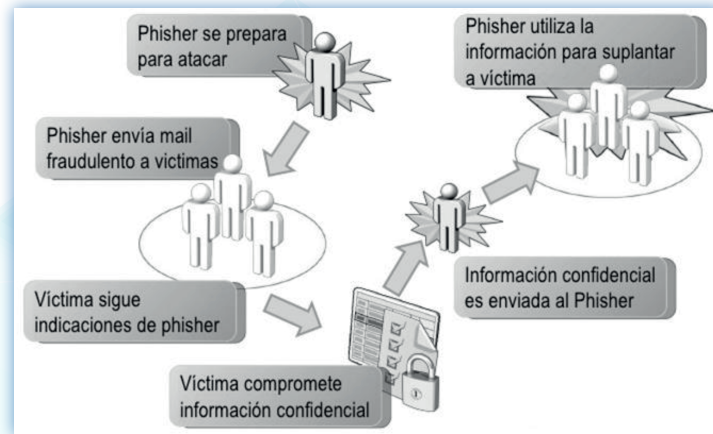 Phisher se prepara
para atacar
Phisher envía mail
fraudulento a victimas
Víctima sigue
indicaciones de phisher
Víctima compromete
información confidencial
Información confidencial
es enviada al Phisher
Phisher utiliza la
información para suplantar
a víctima